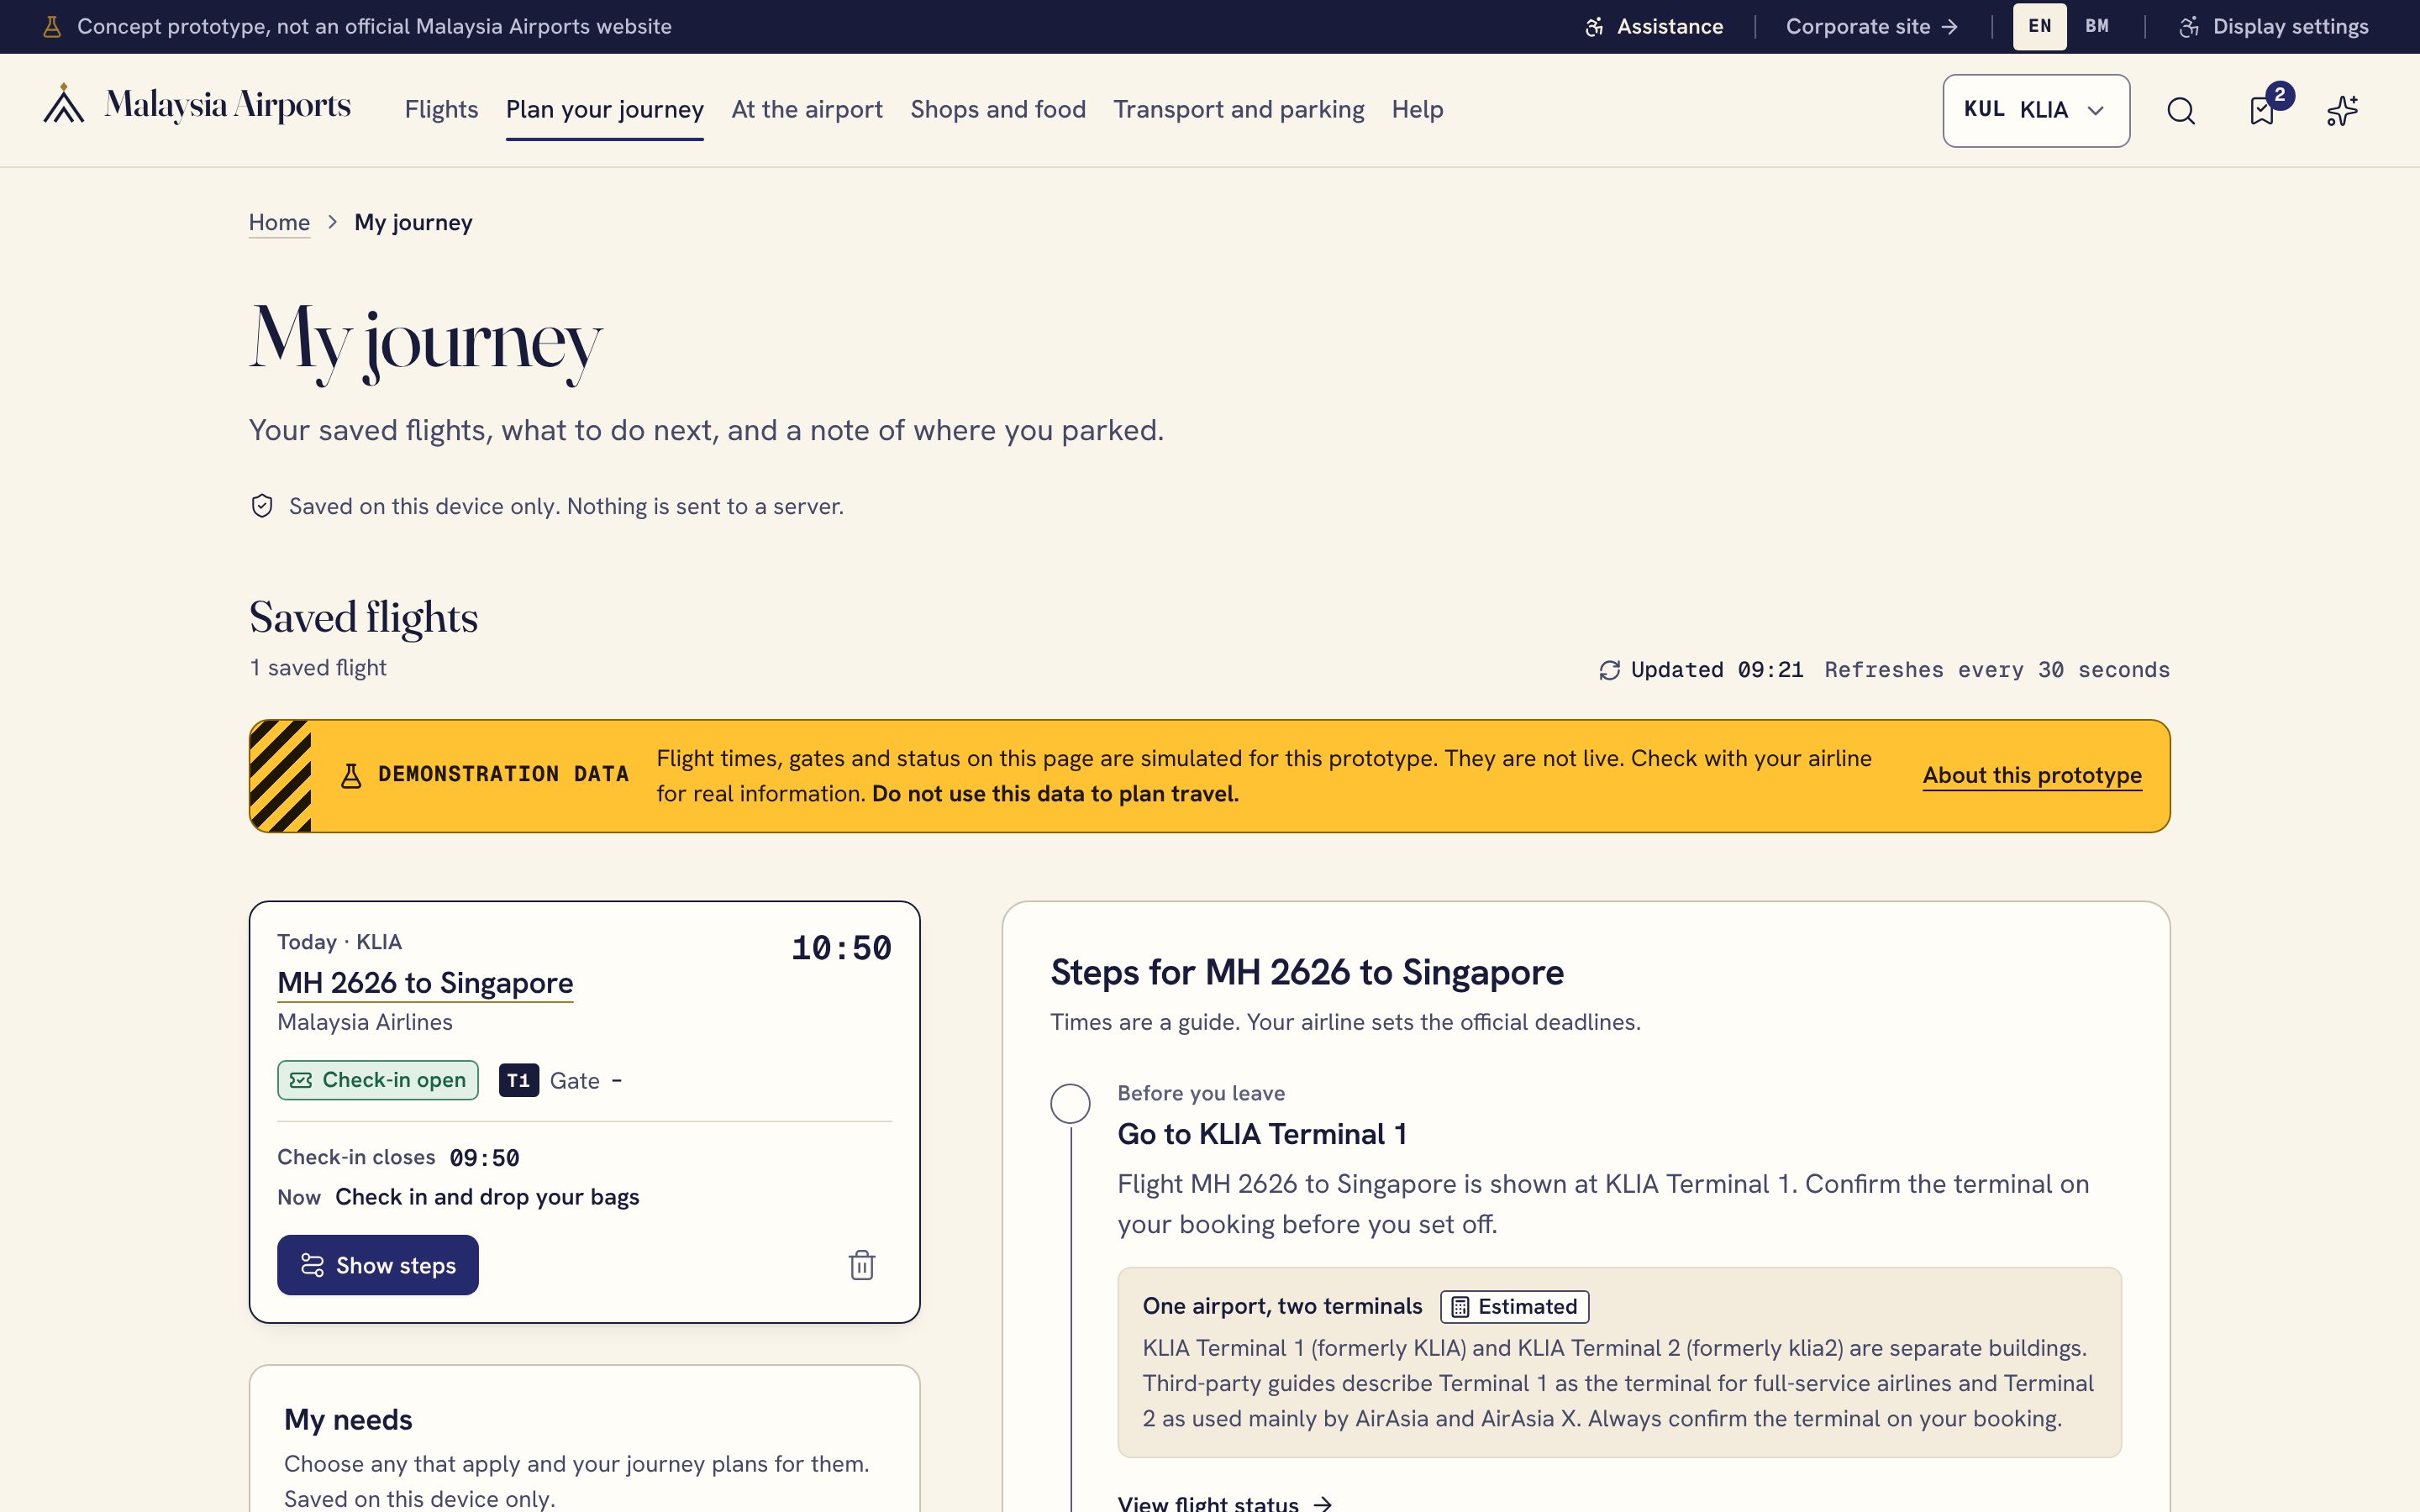 Concept prototype, not an official Malaysia Airports website
Assistance
Corporate site →
EN
BM
Display settings
Malaysia Airports
Flights
Plan your journey
At the airport
Shops and food
Transport and parking
Help
KUL KLIA
2
Home
My journey
My journey
Your saved flights, what to do next, and a note of where you parked.
Saved on this device only. Nothing is sent to a server.
Saved flights
1 saved flight
Updated 09:21 Refreshes every 30 seconds
DEMONSTRATION DATA
Flight times, gates and status on this page are simulated for this prototype. They are not live. Check with your airline
for real information. Do not use this data to plan travel.
About this prototype
Today · KLIA
10:50
MH 2626 to Singapore
Malaysia Airlines
Check-in open
T1 Gate –
Check-in closes 09:50
Now Check in and drop your bags
Show steps
My needs
Choose any that apply and your journey plans for them.
Saved on this device only.
Steps for MH 2626 to Singapore
Times are a guide. Your airline sets the official deadlines.
Before you leave
Go to KLIA Terminal 1
Flight MH 2626 to Singapore is shown at KLIA Terminal 1. Confirm the terminal on
your booking before you set off.
One airport, two terminals
Estimated
KLIA Terminal 1 (formerly KLIA) and KLIA Terminal 2 (formerly klia2) are separate buildings.
Third-party guides describe Terminal 1 as the terminal for full-service airlines and Terminal
2 as used mainly by AirAsia and AirAsia X. Always confirm the terminal on your booking.
View flight status →